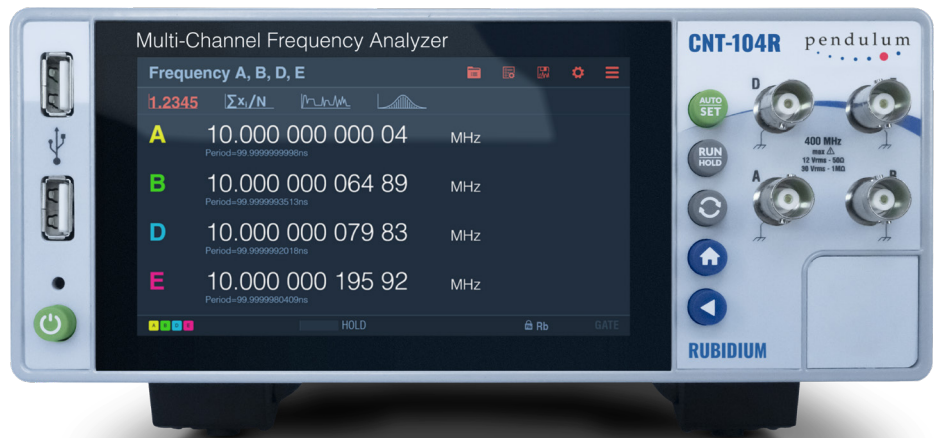 Multi-Channel Frequency Analyzer
CNT-104R
pendulum
Frequency A, B, D, E
1.2345
Σxᵢ/N
A 10.000 000 000 04 MHz
Period=99.9999999998ns
B 10.000 000 064 89 MHz
Period=99.9999993513ns
D 10.000 000 079 83 MHz
Period=99.9999992018ns
E 10.000 000 195 92 MHz
Period=99.9999980409ns
A B D E
HOLD
Rb
GATE
AUTO
SET
RUN
HOLD
D
400 MHz
max ⚠
12 Vrms - 50Ω
30 Vrms - 1MΩ
A
RUBIDIUM